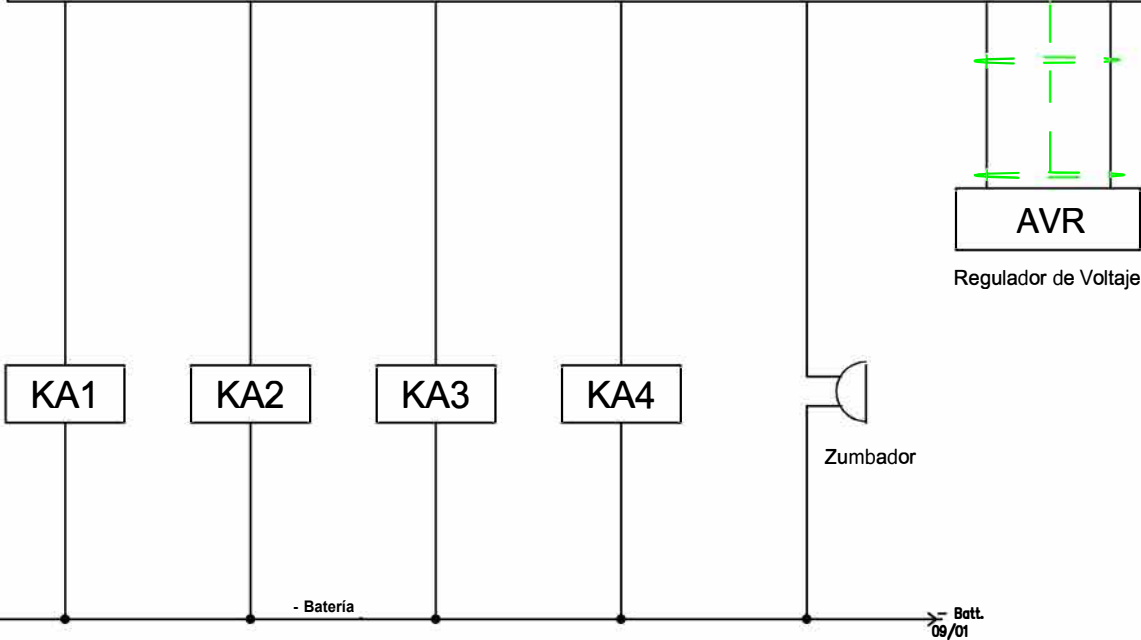 AVR
Regulador de Voltaje
KA1
KA2
KA3
KA4
Zumbador
- Batería
- Batt.
09/01